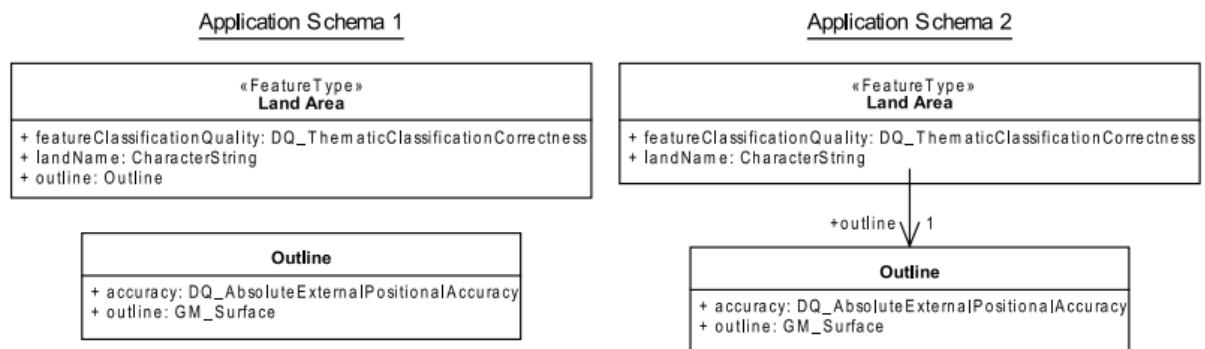 Application Schema 1
«FeatureType»
Land Area
+ featureClassificationQuality: DQ_ThematicClassificationCorrectness
+ landName: CharacterString
+ outline: Outline
Outline
+ accuracy: DQ_AbsoluteExternalPositionalAccuracy
+ outline: GM_Surface
Application Schema 2
«FeatureType»
Land Area
+ featureClassificationQuality: DQ_ThematicClassificationCorrectness
+ landName: CharacterString
+outline 1
Outline
+ accuracy: DQ_AbsoluteExternalPositionalAccuracy
+ outline: GM_Surface